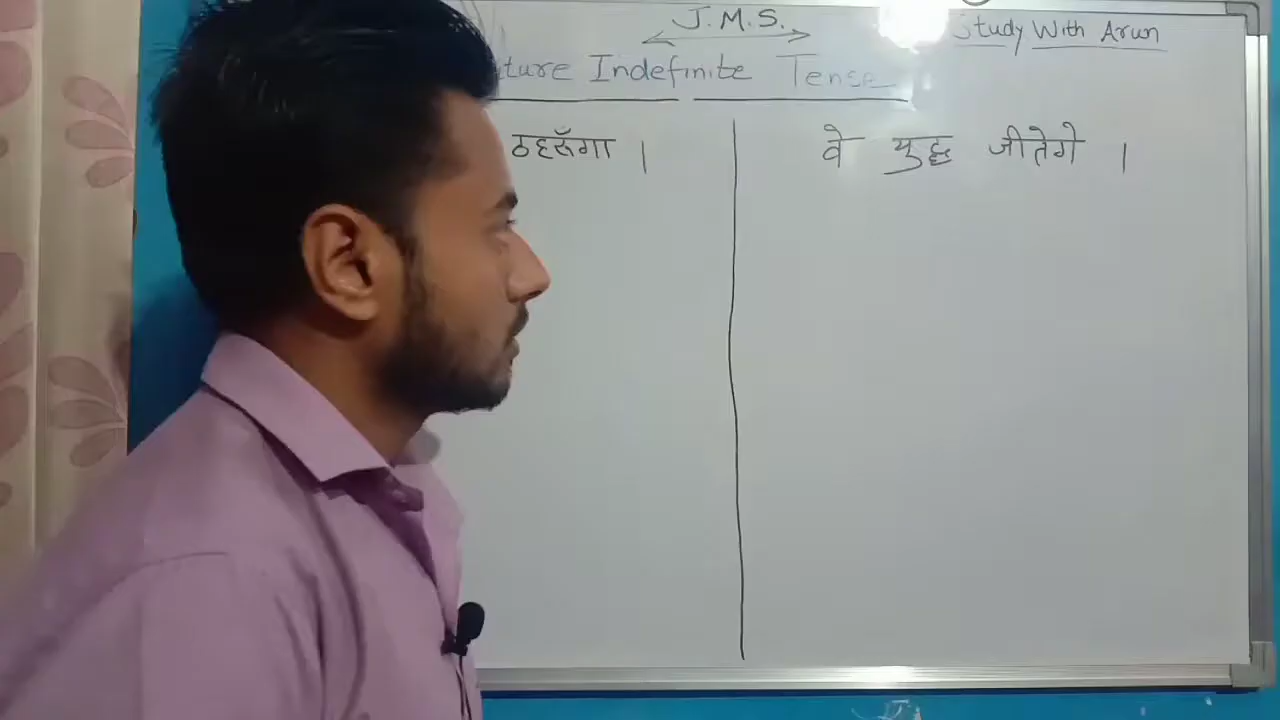 J.M.S.
Study With Arun
ture Indefinite Tense
ठहरूँगा ।
वे युद्ध जीतेगे ।